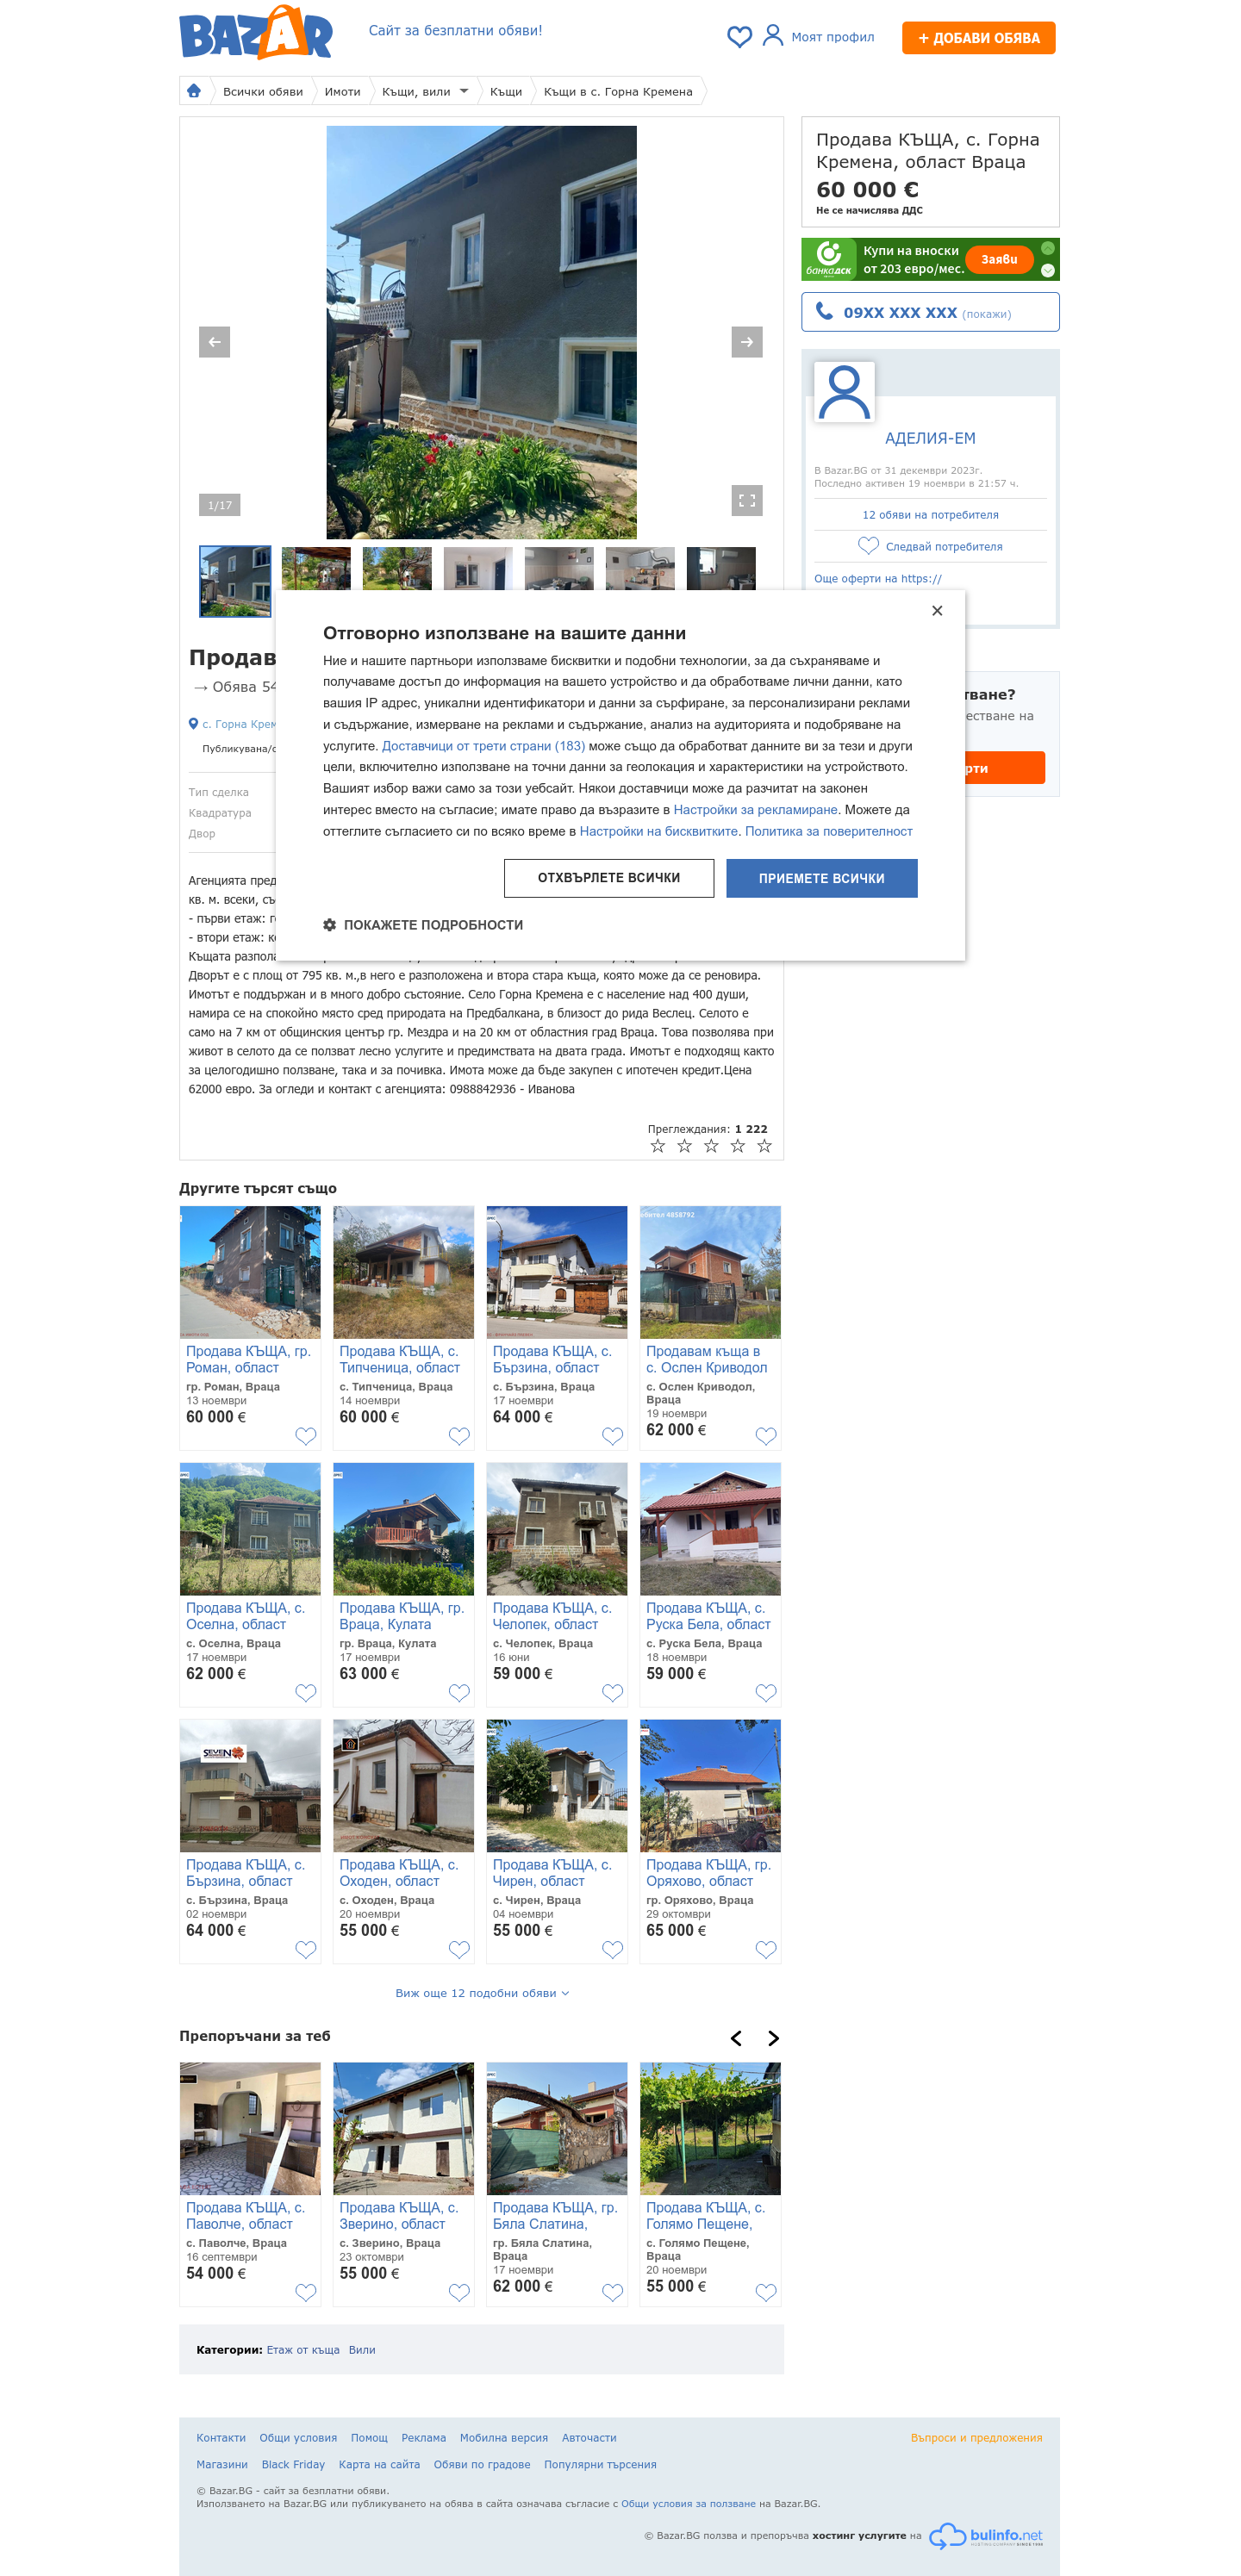 BAZAR
Сайт за безплатни обяви!
Моят профил
+ ДОБАВИ ОБЯВА
Всички обяви
Имоти
Къщи, вили
Къщи
Къщи в с. Горна Кремена
Продава КЪЩА, с. Горна
Кремена, област Враца
60 000 €
Не се начислява ДДС
банка дск
Купи на вноски
от 203 евро/мес.
Заяви
09XX XXX XXX (покажи)
АДЕЛИЯ-ЕМ
В Bazar.BG от 31 декември 2023г.
Последно активен 19 ноември в 21:57 ч.
12 обяви на потребителя
Следвай потребителя
Още оферти на https://
1/17
Отговорно използване на вашите данни
Ние и нашите партньори използваме бисквитки и подобни технологии, за да съхраняваме и
получаваме достъп до информация на вашето устройство и да обработваме лични данни, като
вашия IP адрес, уникални идентификатори и данни за сърфиране, за персонализирани реклами
и съдържание, измерване на реклами и съдържание, анализ на аудиторията и подобряване на
услугите. Доставчици от трети страни (183) може също да обработват данните ви за тези и други
цели, включително използване на точни данни за геолокация и характеристики на устройството.
Вашият избор важи само за този уебсайт. Някои доставчици може да разчитат на законен
интерес вместо на съгласие; имате право да възразите в Настройки за рекламиране. Можете да
оттеглите съгласието си по всяко време в Настройки на бисквитките. Политика за поверителност
ОТХВЪРЛЕТЕ ВСИЧКИ
ПРИЕМЕТЕ ВСИЧКИ
ПОКАЖЕТЕ ПОДРОБНОСТИ
→ Обява
с. Горна
Тип сделка
Квадратура
Двор
Агенцията
кв. м. всеки,
- първи етаж:
- втори етаж:
Къщата
Дворът е с площ от 795 кв. м.,в него е разположена и втора стара къща, която може да се реновира.
Имотът е поддържан и в много добро състояние. Село Горна Кремена е с население над 400 души,
намира се на спокойно място сред природата на Предбалкана, в близост до рида Веслец. Селото е
само на 7 км от общинския център гр. Мездра и на 20 км от областния град Враца. Това позволява при
живот в селото да се ползват лесно услугите и предимствата на двата града. Имотът е подходящ както
за целогодишно ползване, така и за почивка. Имота може да бъде закупен с ипотечен кредит.Цена
62000 евро. За огледи и контакт с агенцията: 0988842936 - Иванова
Преглеждания: 1 222
Другите търсят също
Продава КЪЩА, гр.
Роман, област
гр. Роман, Враца
13 ноември
60 000 €
Продава КЪЩА, с.
Типченица, област
с. Типченица, Враца
14 ноември
60 000 €
Продава КЪЩА, с.
Бързина, област
с. Бързина, Враца
17 ноември
64 000 €
4858792
Продавам къща в
с. Ослен Криводол
с. Ослен Криводол,
Враца
19 ноември
62 000 €
Продава КЪЩА, с.
Оселна, област
с. Оселна, Враца
17 ноември
62 000 €
Продава КЪЩА, гр.
Враца, Кулата
гр. Враца, Кулата
17 ноември
63 000 €
Продава КЪЩА, с.
Челопек, област
с. Челопек, Враца
16 юни
59 000 €
Продава КЪЩА, с.
Руска Бела, област
с. Руска Бела, Враца
18 ноември
59 000 €
SEVEN
Продава КЪЩА, с.
Бързина, област
с. Бързина, Враца
02 ноември
64 000 €
Продава КЪЩА, с.
Оходен, област
с. Оходен, Враца
20 ноември
55 000 €
Продава КЪЩА, с.
Чирен, област
с. Чирен, Враца
04 ноември
55 000 €
Продава КЪЩА, гр.
Оряхово, област
гр. Оряхово, Враца
29 октомври
65 000 €
Виж още 12 подобни обяви
Препоръчани за теб
Продава КЪЩА, с.
Паволче, област
с. Паволче, Враца
16 септември
54 000 €
Продава КЪЩА, с.
Зверино, област
с. Зверино, Враца
23 октомври
55 000 €
Продава КЪЩА, гр.
Бяла Слатина,
гр. Бяла Слатина,
Враца
17 ноември
62 000 €
Продава КЪЩА, с.
Голямо Пещене,
с. Голямо Пещене,
Враца
20 ноември
55 000 €
Категории: Етаж от къща Вили
Контакти Общи условия Помощ Реклама Мобилна версия Авточасти
Въпроси и предложения
Магазини Black Friday Карта на сайта Обяви по градове Популярни търсения
© Bazar.BG - сайт за безплатни обяви.
Използването на Bazar.BG или публикуването на обява в сайта означава съгласие с Общи условия за ползване на Bazar.BG.
© Bazar.BG ползва и препоръчва хостинг услугите на
bulinfo.net